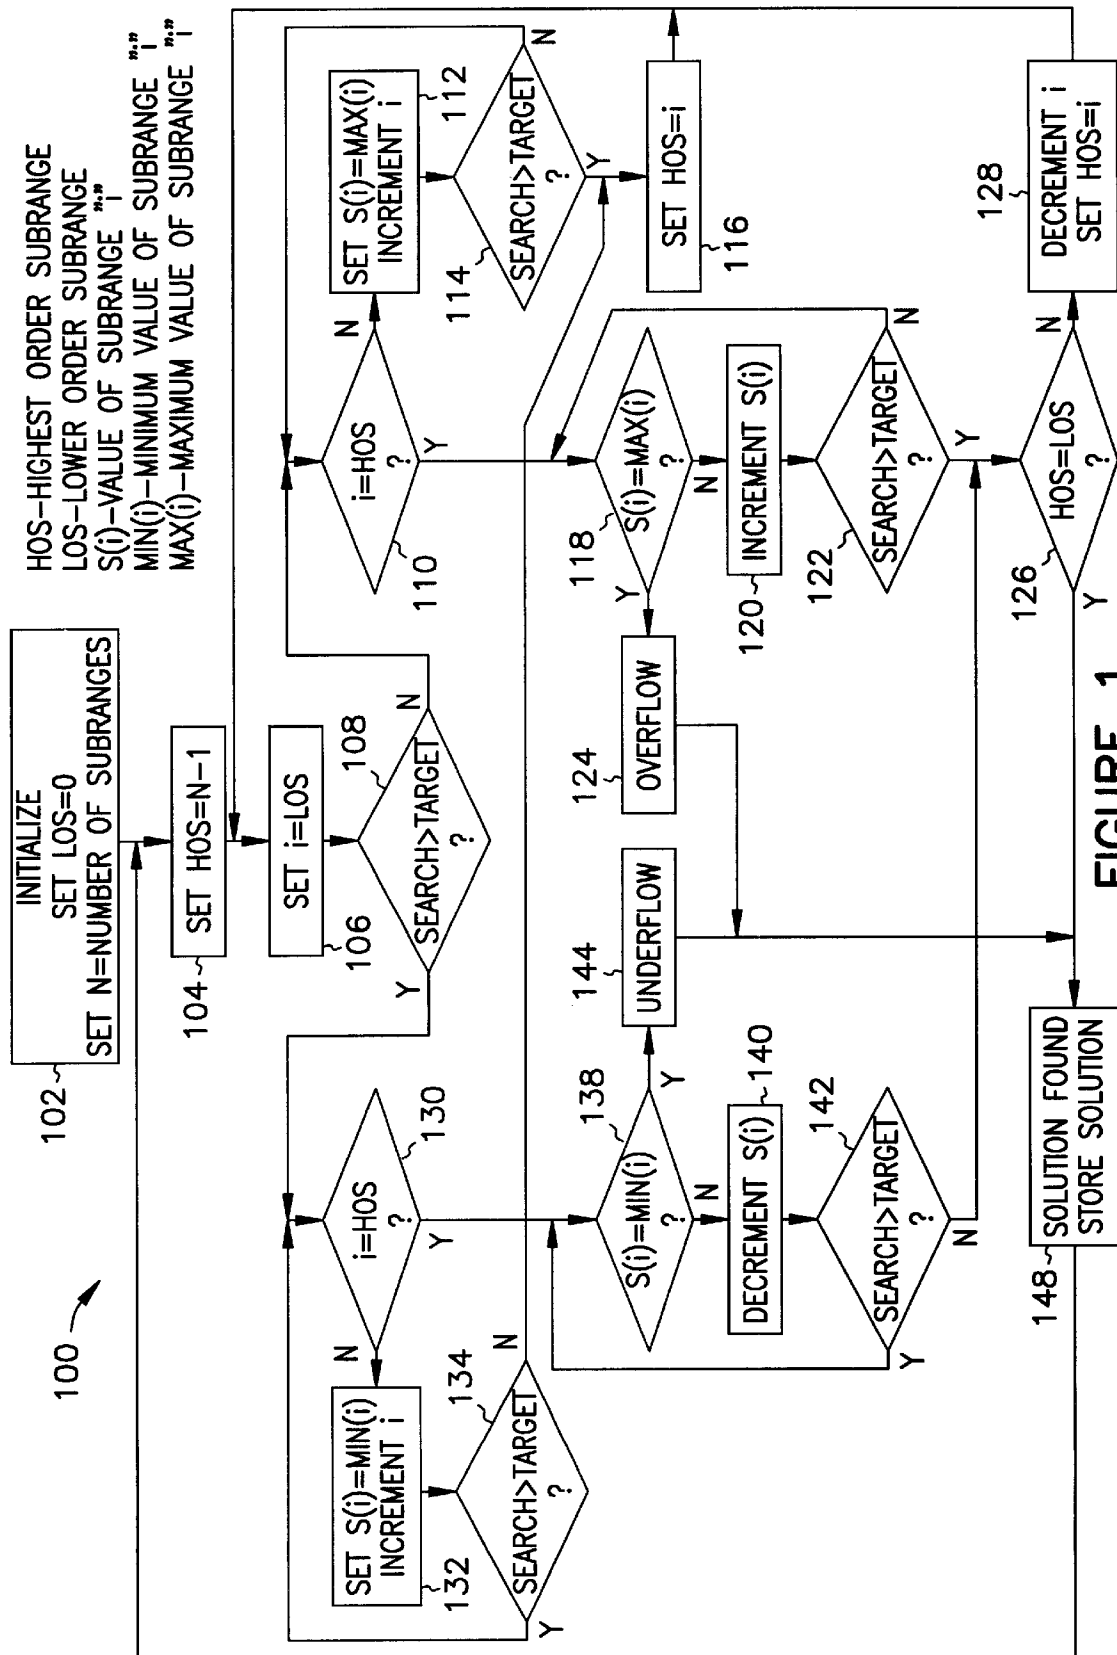 HOS-HIGHEST ORDER SUBRANGE
LOS-LOWER ORDER SUBRANGE
S(i)-VALUE OF SUBRANGE "i"
MIN(i)-MINIMUM VALUE OF SUBRANGE "i"
MAX(i)-MAXIMUM VALUE OF SUBRANGE "i"
100
102
INITIALIZE
SET LOS=0
SET N=NUMBER OF SUBRANGES
104
SET HOS=N-1
106
SET i=LOS
108
SEARCH>TARGET
?
Y
N
130
i=HOS
?
N
Y
110
i=HOS
?
N
Y
132
SET S(i)=MIN(i)
INCREMENT i
112
SET S(i)=MAX(i)
INCREMENT i
134
SEARCH>TARGET
?
Y
N
114
SEARCH>TARGET
?
N
Y
116
SET HOS=i
138
S(i)=MIN(i)
?
Y
N
144
UNDERFLOW
124
OVERFLOW
118
S(i)=MAX(i)
?
Y
N
140
DECREMENT S(i)
120
INCREMENT S(i)
142
SEARCH>TARGET
?
Y
N
122
SEARCH>TARGET
?
N
Y
126
HOS=LOS
?
Y
N
128
DECREMENT i
SET HOS=i
148
SOLUTION FOUND
STORE SOLUTION
FIGURE 1